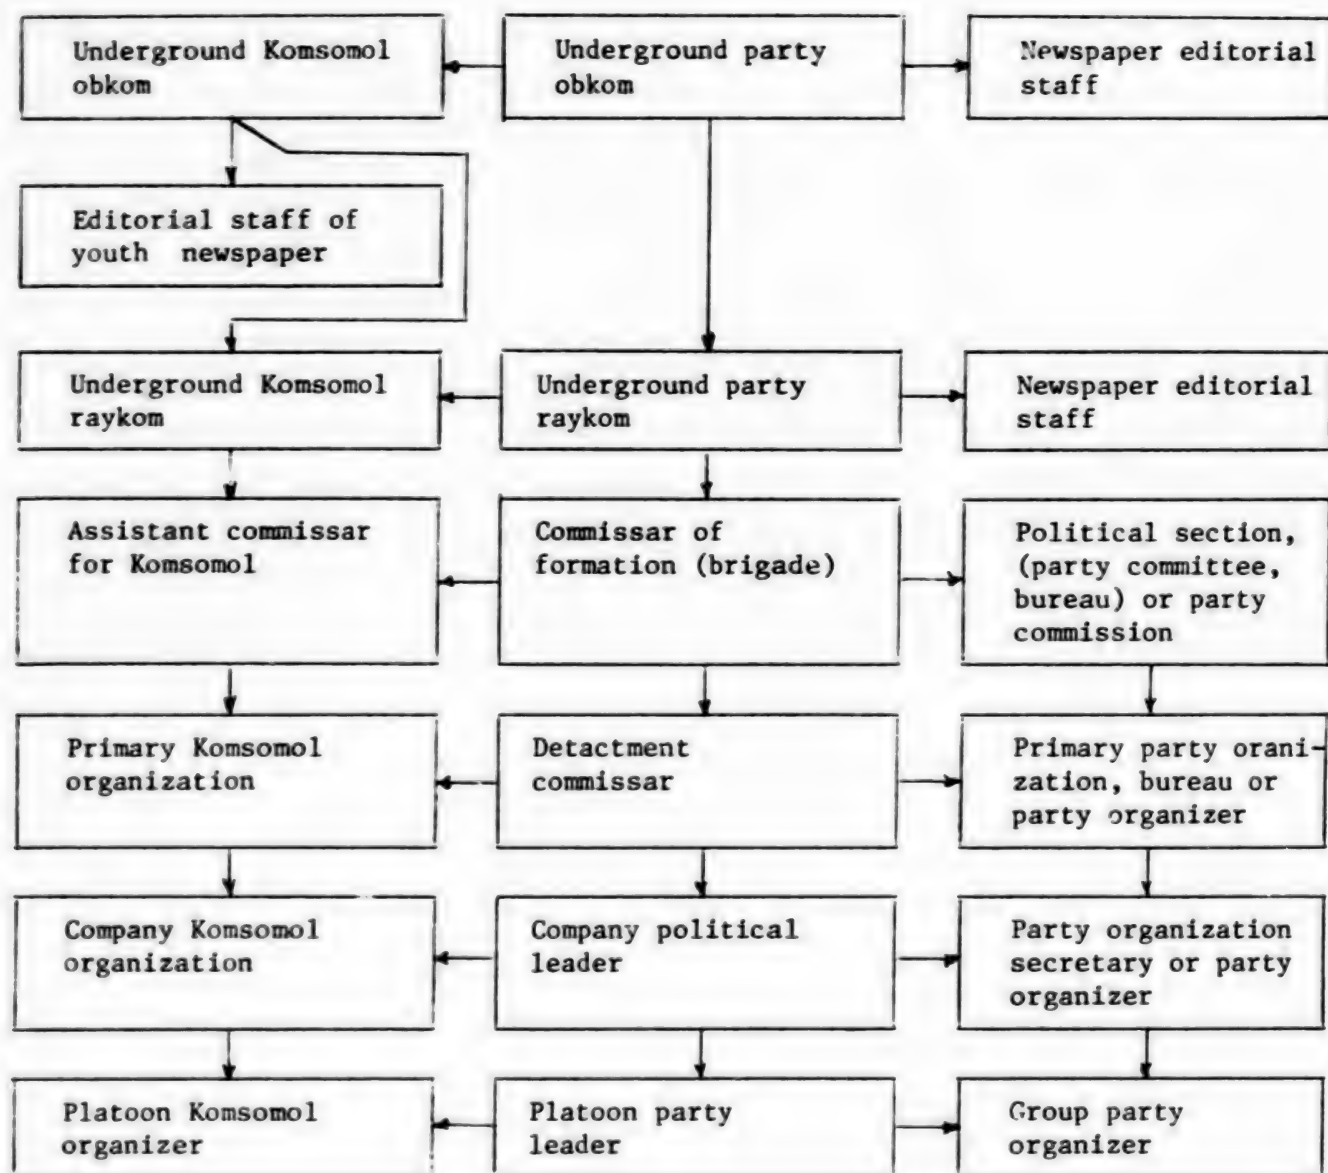 Underground Komsomol
obkom
Underground party
obkom
Newspaper editorial
staff
Editorial staff of
youth newspaper
Underground Komsomol
raykom
Underground party
raykom
Newspaper editorial
staff
Assistant commissar
for Komsomol
Commissar of
formation (brigade)
Political section,
(party committee,
bureau) or party
commission
Primary Komsomol
organization
Detactment
commissar
Primary party orani-
zation, bureau or
party organizer
Company Komsomol
organization
Company political
leader
Party organization
secretary or party
organizer
Platoon Komsomol
organizer
Platoon party
leader
Group party
organizer